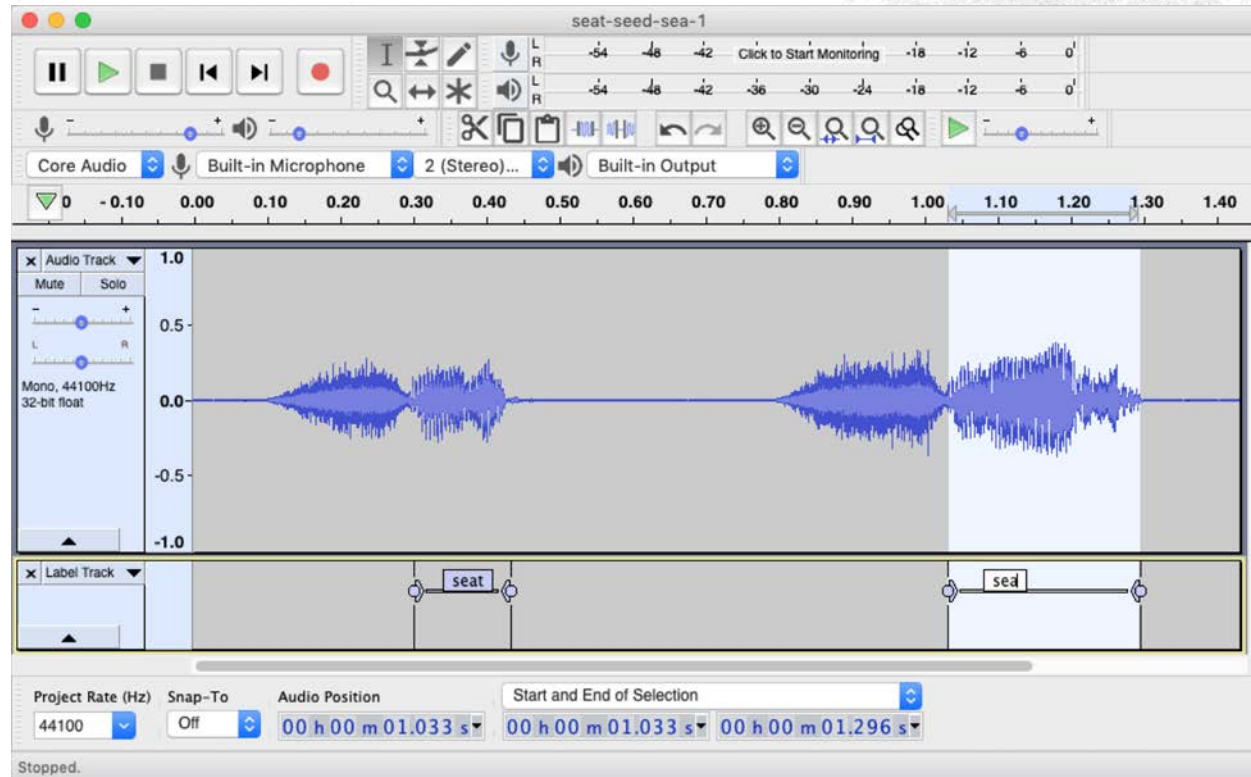 seat-seed-sea-1
L R -54 -48 -42 Click to Start Monitoring -18 -12 -6 0
L R -54 -48 -42 -36 -30 -24 -18 -12 -6 0
- + - + - +
Core Audio Built-in Microphone 2 (Stereo)... Built-in Output
0 - 0.10 0.00 0.10 0.20 0.30 0.40 0.50 0.60 0.70 0.80 0.90 1.00 1.10 1.20 1.30 1.40
x Audio Track 1.0
Mute Solo
- +
0.5
L R
Mono, 44100Hz
32-bit float
0.0
-0.5
-1.0
x Label Track
seat sea
Project Rate (Hz) Snap-To Audio Position Start and End of Selection
44100 Off 00 h 00 m 01.033 s 00 h 00 m 01.033 s 00 h 00 m 01.296 s
Stopped.